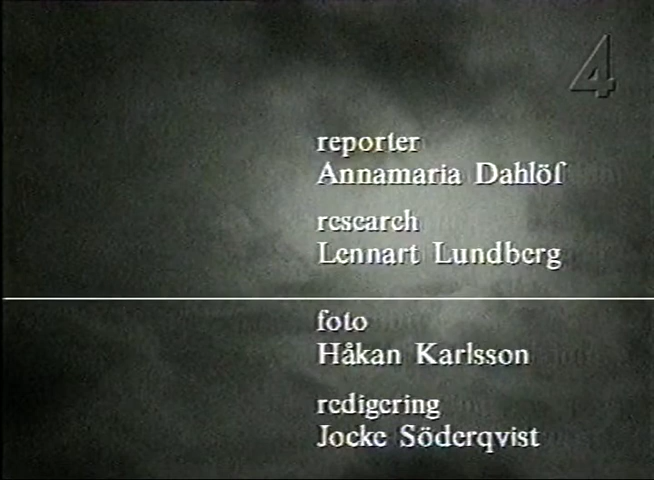 4
reporter
Annamaria Dahlöf
research
Lennart Lundberg
foto
Håkan Karlsson
redigering
Jocke Söderqvist